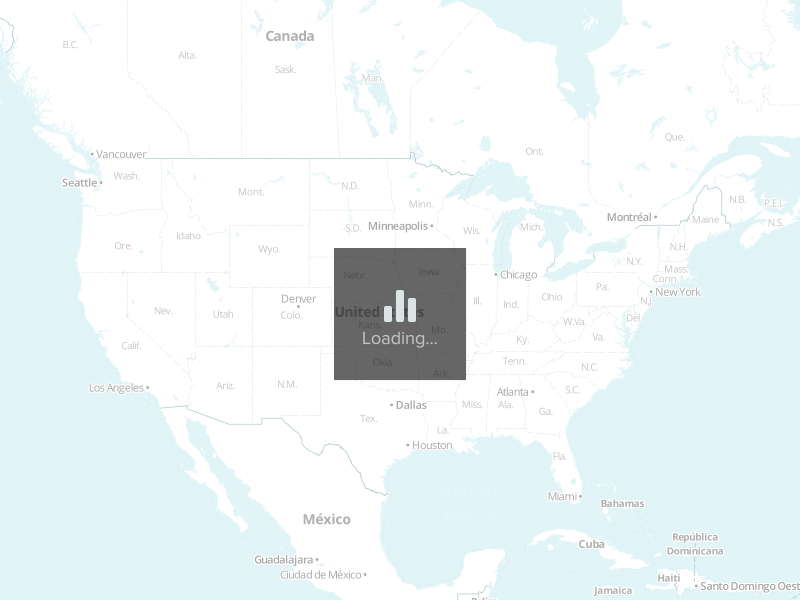 Canada
B.C.
Alta.
Sask.
Man.
Ont.
Que.
Vancouver
Wash.
Seattle
Mont.
N.D.
Minn.
Montréal
Maine
N.B.
P.E.I.
N.S.
Ore.
Idaho
S.D.
Minneapolis
Wis.
Mich.
Wyo.
N.H.
N.Y.
Mass.
Conn.
Nebr.
Iowa
Chicago
Pa.
New York
N.J.
Nev.
Utah
Denver
Colo.
Ill.
Ind.
Ohio
Del.
United States
Kans.
Mo.
W.Va.
Va.
Ky.
Loading...
Calif.
Okla.
Ark.
Tenn.
N.C.
Los Angeles
Ariz.
N.M.
Atlanta
S.C.
Dallas
Miss.
Ala.
Ga.
Tex.
La.
Houston
Fla.
Miami
Bahamas
México
Cuba
República
Dominicana
Guadalajara
Ciudad de México
Haiti
Santo Domingo Oest
Jamaica